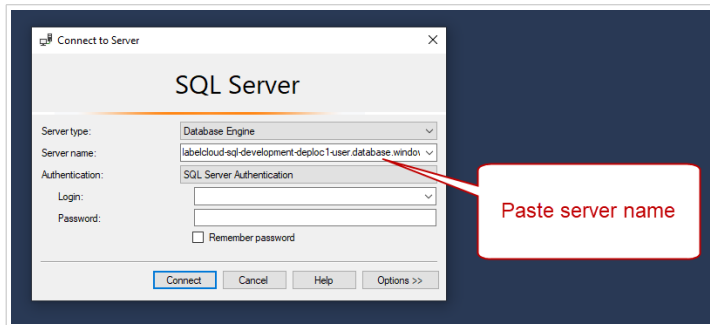 Connect to Server
SQL Server
Server type: Database Engine
Server name: labelcloud-sql-development-deploc1-user.database.window
Authentication: SQL Server Authentication
Login:
Password:
Remember password
Connect Cancel Help Options >>
Paste server name